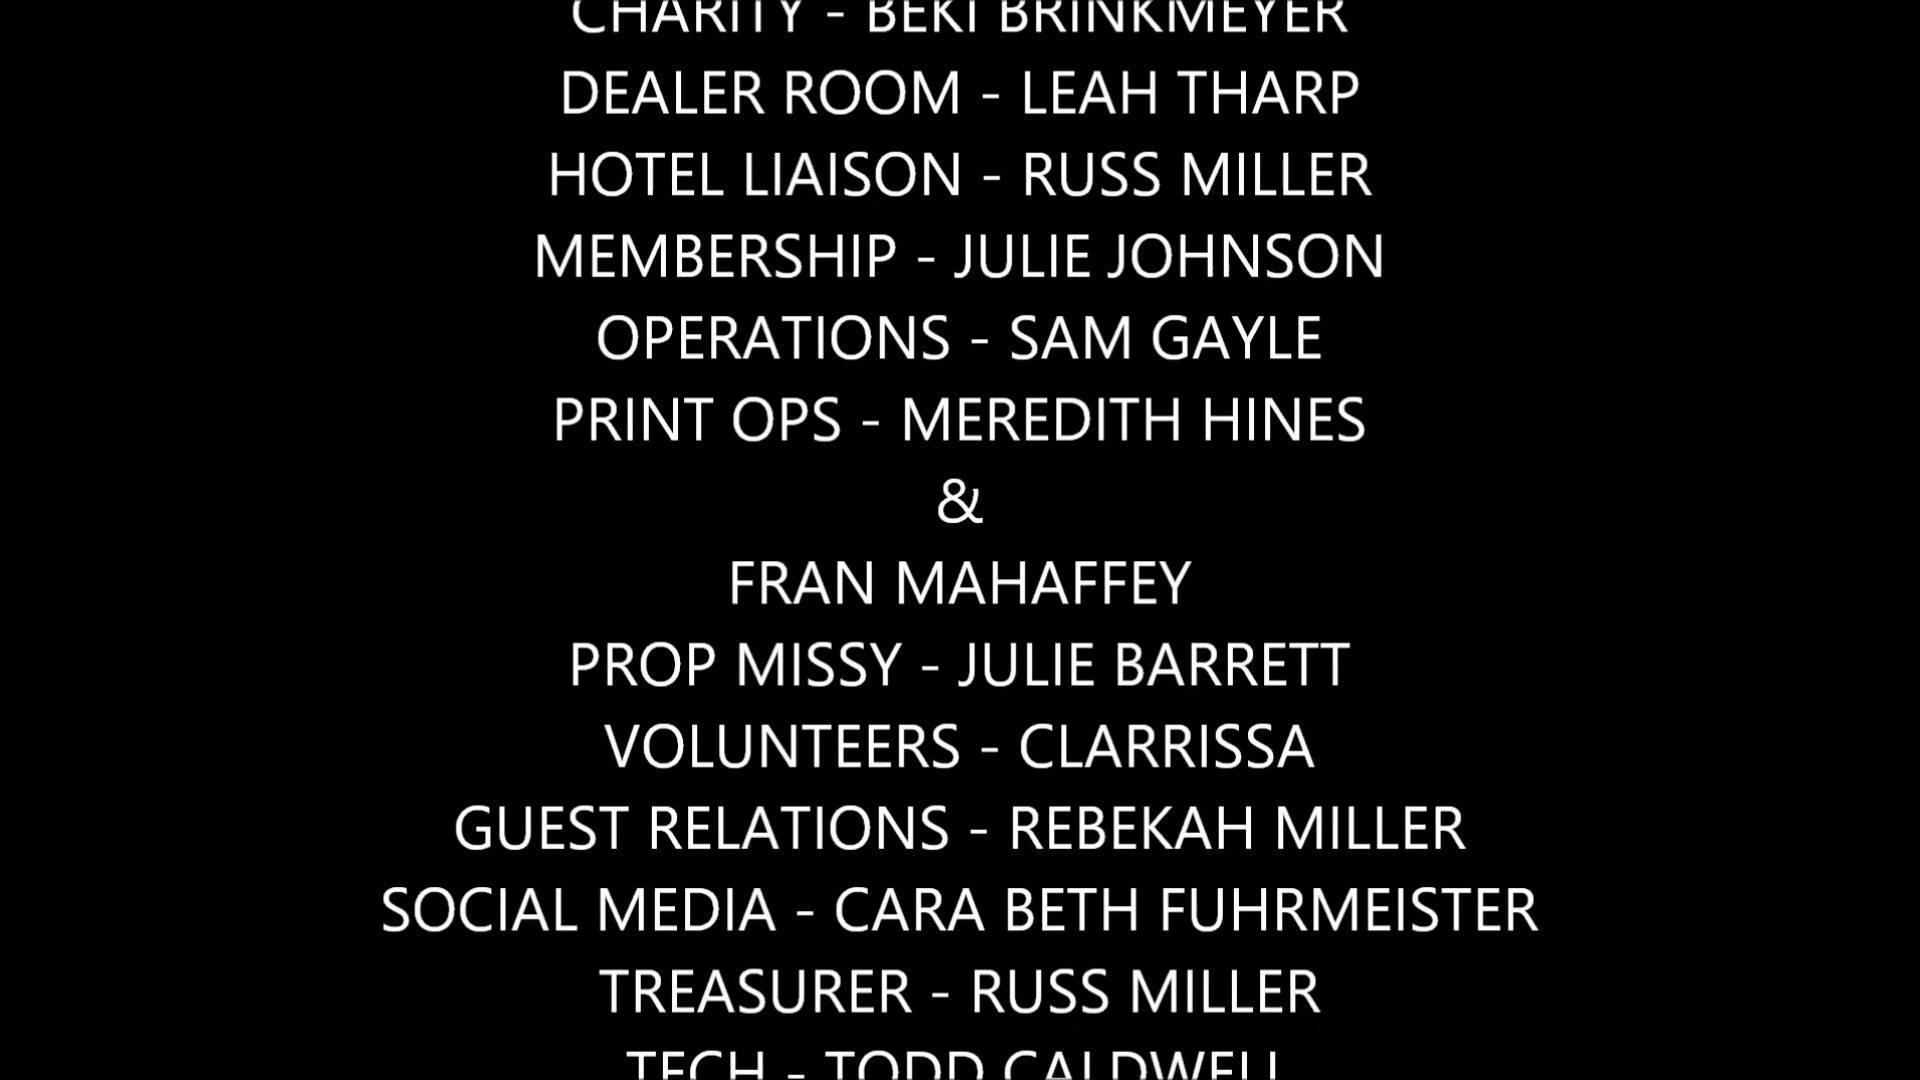 CHARITY - BEKI BRINKMEYER
DEALER ROOM - LEAH THARP
HOTEL LIAISON - RUSS MILLER
MEMBERSHIP - JULIE JOHNSON
OPERATIONS - SAM GAYLE
PRINT OPS - MEREDITH HINES
&
FRAN MAHAFFEY
PROP MISSY - JULIE BARRETT
VOLUNTEERS - CLARRISSA
GUEST RELATIONS - REBEKAH MILLER
SOCIAL MEDIA - CARA BETH FUHRMEISTER
TREASURER - RUSS MILLER
TECH - TODD CALDWELL